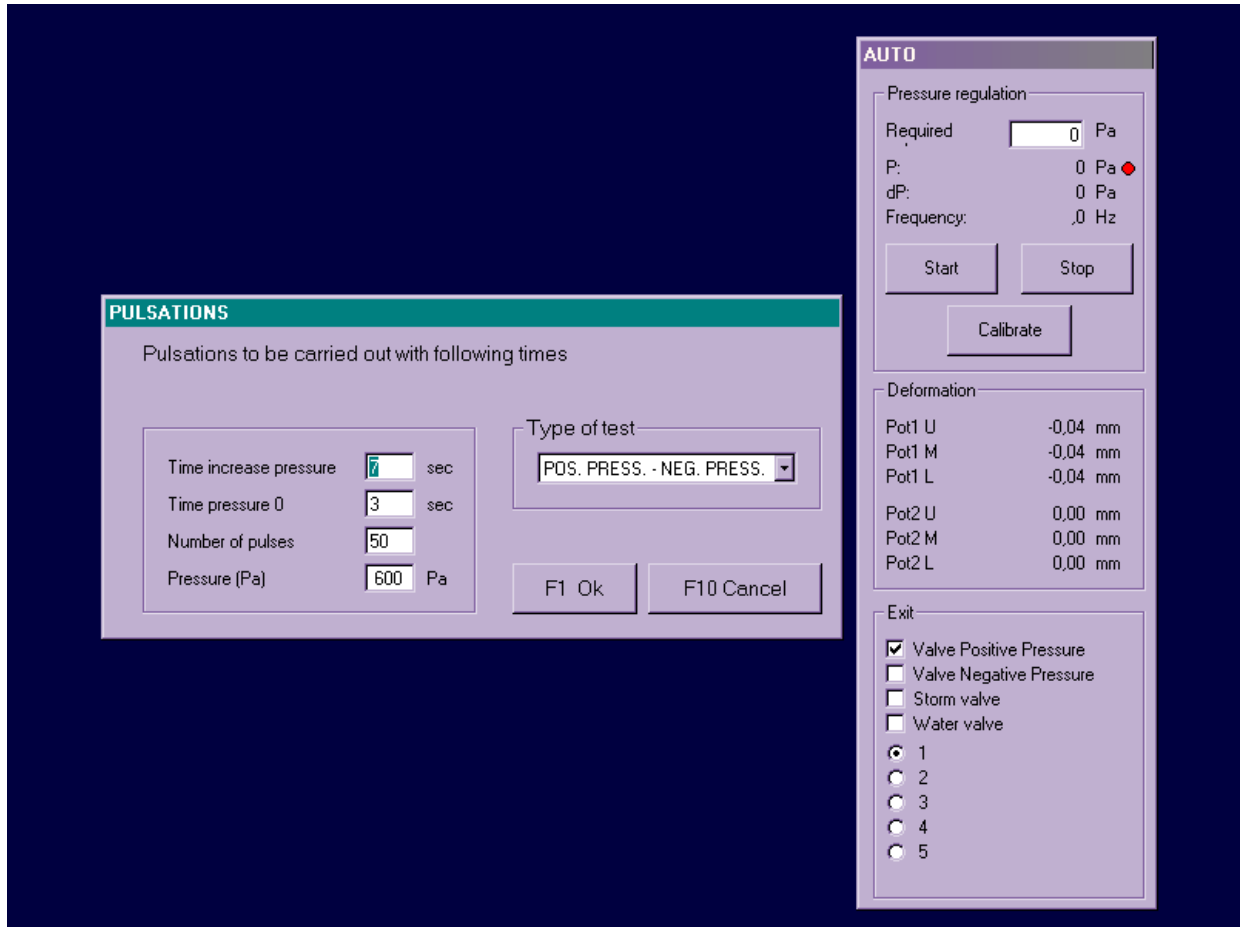 PULSATIONS
Pulsations to be carried out with following times
Time increase pressure 7 sec
Time pressure 0 3 sec
Number of pulses 50
Pressure (Pa) 600 Pa
Type of test
POS. PRESS. - NEG. PRESS.
F1 Ok F10 Cancel
AUTO
Pressure regulation
Required 0 Pa
P: 0 Pa
dP: 0 Pa
Frequency: ,0 Hz
Start Stop
Calibrate
Deformation
Pot1 U -0,04 mm
Pot1 M -0,04 mm
Pot1 L -0,04 mm
Pot2 U 0,00 mm
Pot2 M 0,00 mm
Pot2 L 0,00 mm
Exit
Valve Positive Pressure
Valve Negative Pressure
Storm valve
Water valve
1
2
3
4
5